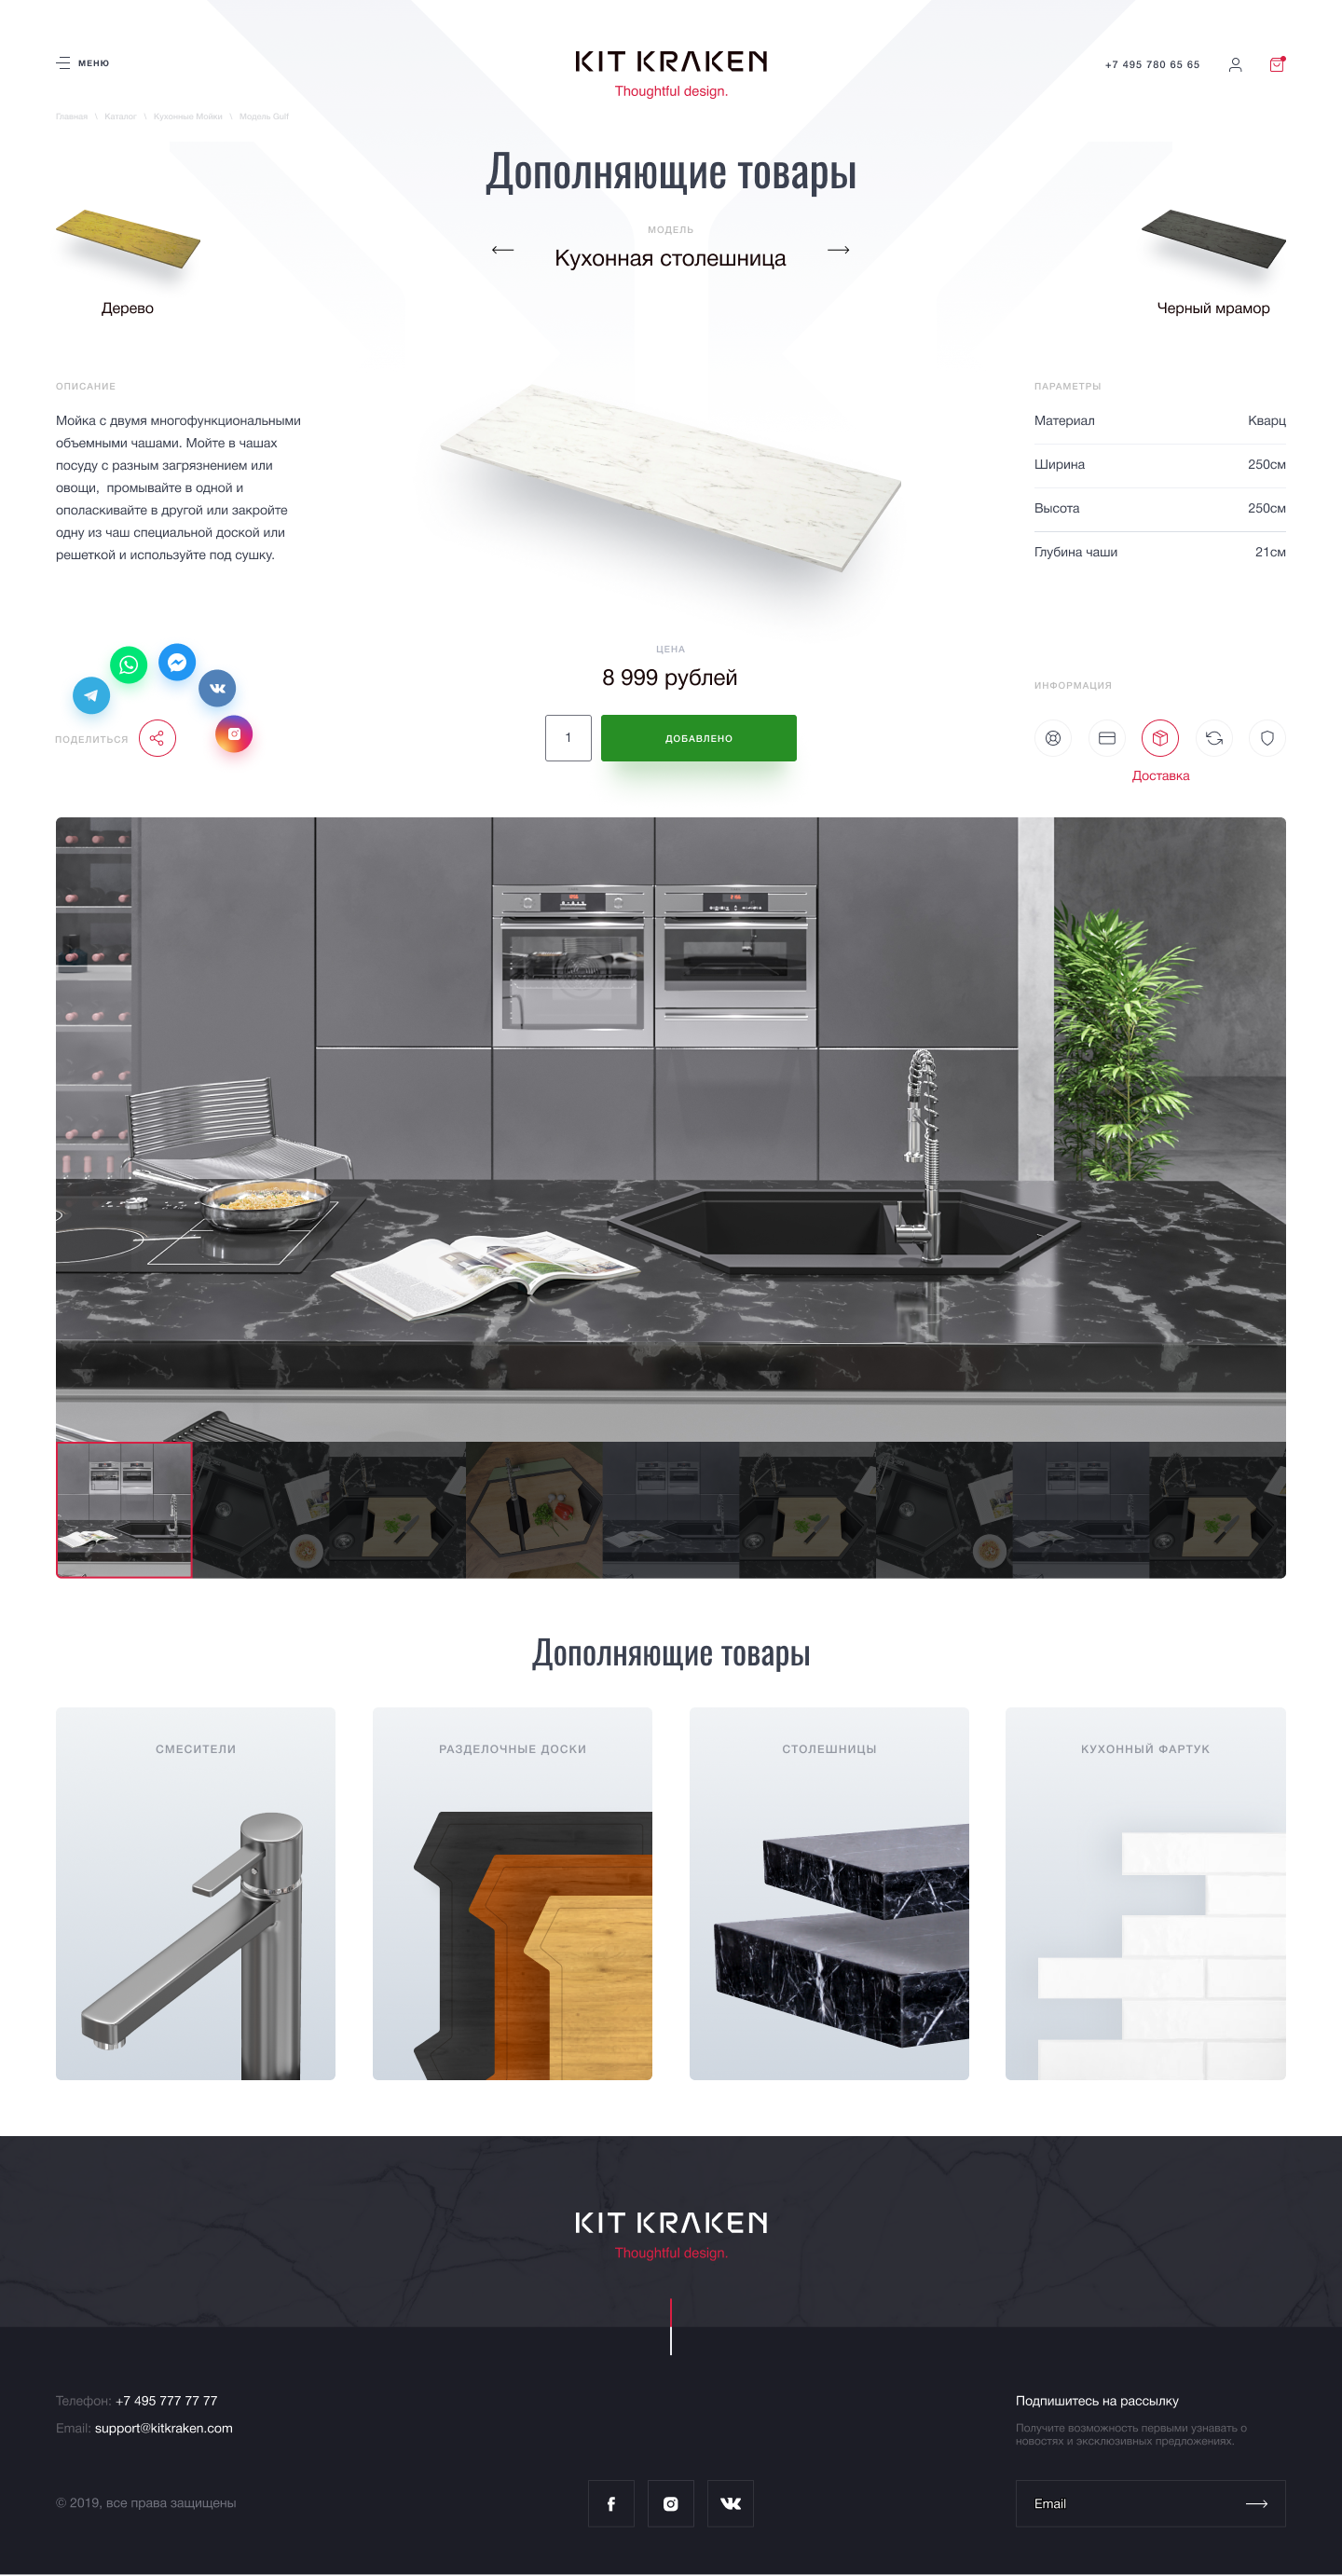 МЕНЮ
KIT KRAKEN
Thoughtful design.
+7 495 780 65 65
Главная \ Каталог \ Кухонные Мойки \ Модель Gulf
Дополняющие товары
МОДЕЛЬ
Кухонная столешница
Дерево
Черный мрамор
ОПИСАНИЕ
Мойка с двумя многофункциональными
объемными чашами. Мойте в чашах
посуду с разным загрязнением или
овощи, промывайте в одной и
ополаскивайте в другой или закройте
одну из чаш специальной доской или
решеткой и используйте под сушку.
ПАРАМЕТРЫ
Материал Кварц
Ширина 250см
Высота 250см
Глубина чаши 21см
ПОДЕЛИТЬСЯ
ЦЕНА
8 999 рублей
1
ДОБАВЛЕНО
ИНФОРМАЦИЯ
Доставка
Дополняющие товары
СМЕСИТЕЛИ
РАЗДЕЛОЧНЫЕ ДОСКИ
СТОЛЕШНИЦЫ
КУХОННЫЙ ФАРТУК
KIT KRAKEN
Thoughtful design.
Телефон: +7 495 777 77 77
Email: support@kitkraken.com
© 2019, все права защищены
Подпишитесь на рассылку
Получите возможность первыми узнавать о
новостях и эксклюзивных предложениях.
Email